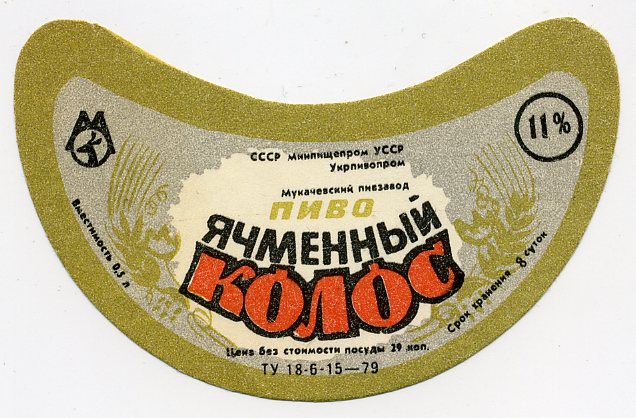 СССР Минпищепром УССР
Укрпивопром
11%
Мукачевский пивзавод
ПИВО
ЯЧМЕННЫЙ
КОЛОС
Вместимость 0,5 л
Срок хранения 8 суток
Цена без стоимости посуды 29 коп.
ТУ 18-6-15—79